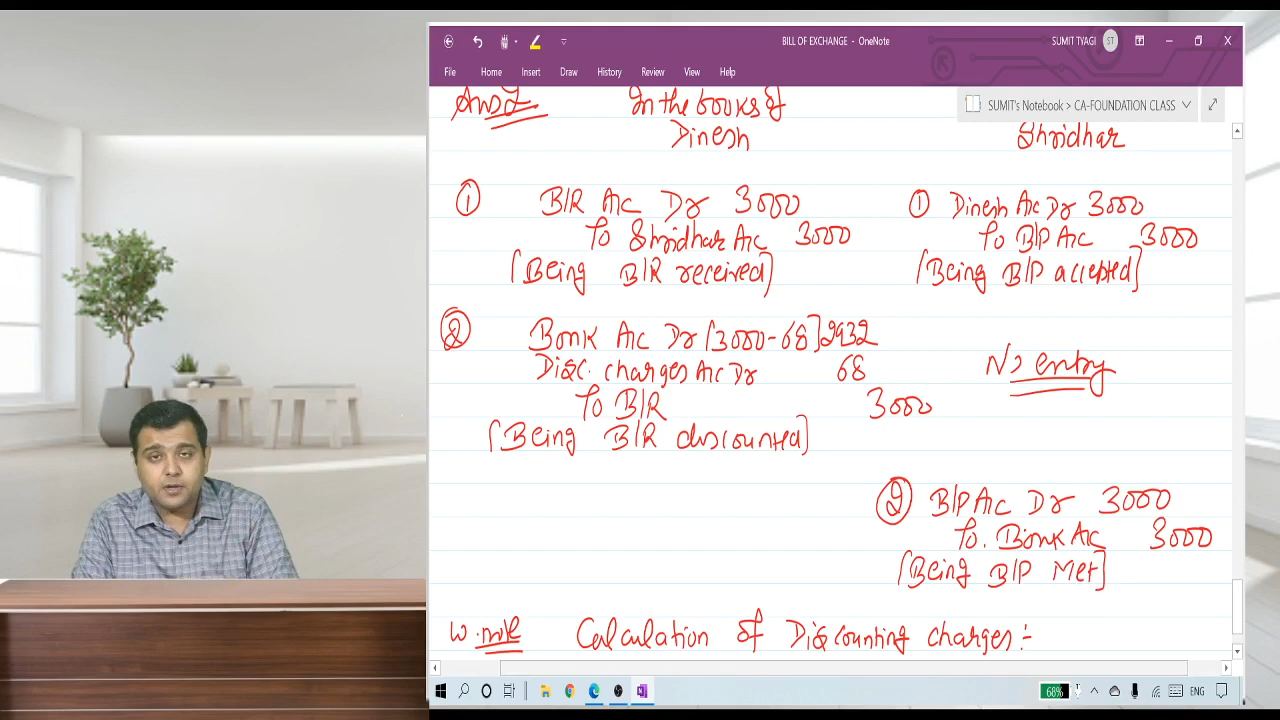 BILL OF EXCHANGE - OneNote
SUMIT TYAGI ST
File Home Insert Draw History Review View Help
SUMIT's Notebook > CA-FOUNDATION CLASS
Ans In the books of
Dinesh
Shridhar
① B/R A/c Dr 3000
To Shridhar A/c 3000
[Being B/R received]
① Dinesh A/c Dr 3000
To B/P A/c 3000
[Being B/P accepted]
② Bank A/c Dr [3000-68] 2932
Disc. charges A/c Dr 68
To B/R 3000
[Being B/R discounted]
No entry
② B/P A/c Dr 3000
To. Bank A/c 3000
[Being B/P Met]
W.note Calculation of Discounting charges:-
68%
ENG